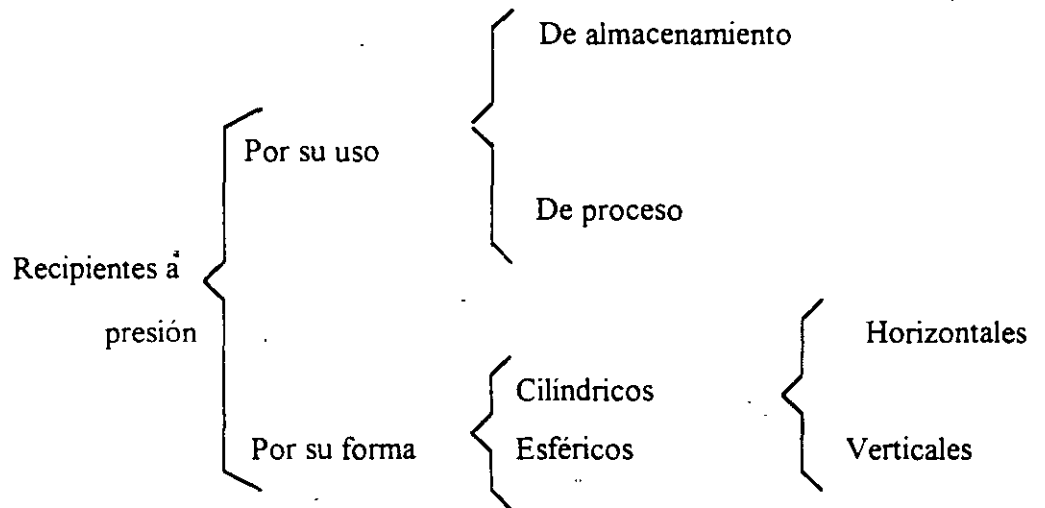 De almacenamiento
Por su uso
De proceso
Recipientes a
presión
Horizontales
Cilíndricos
Por su forma
Esféricos
Verticales